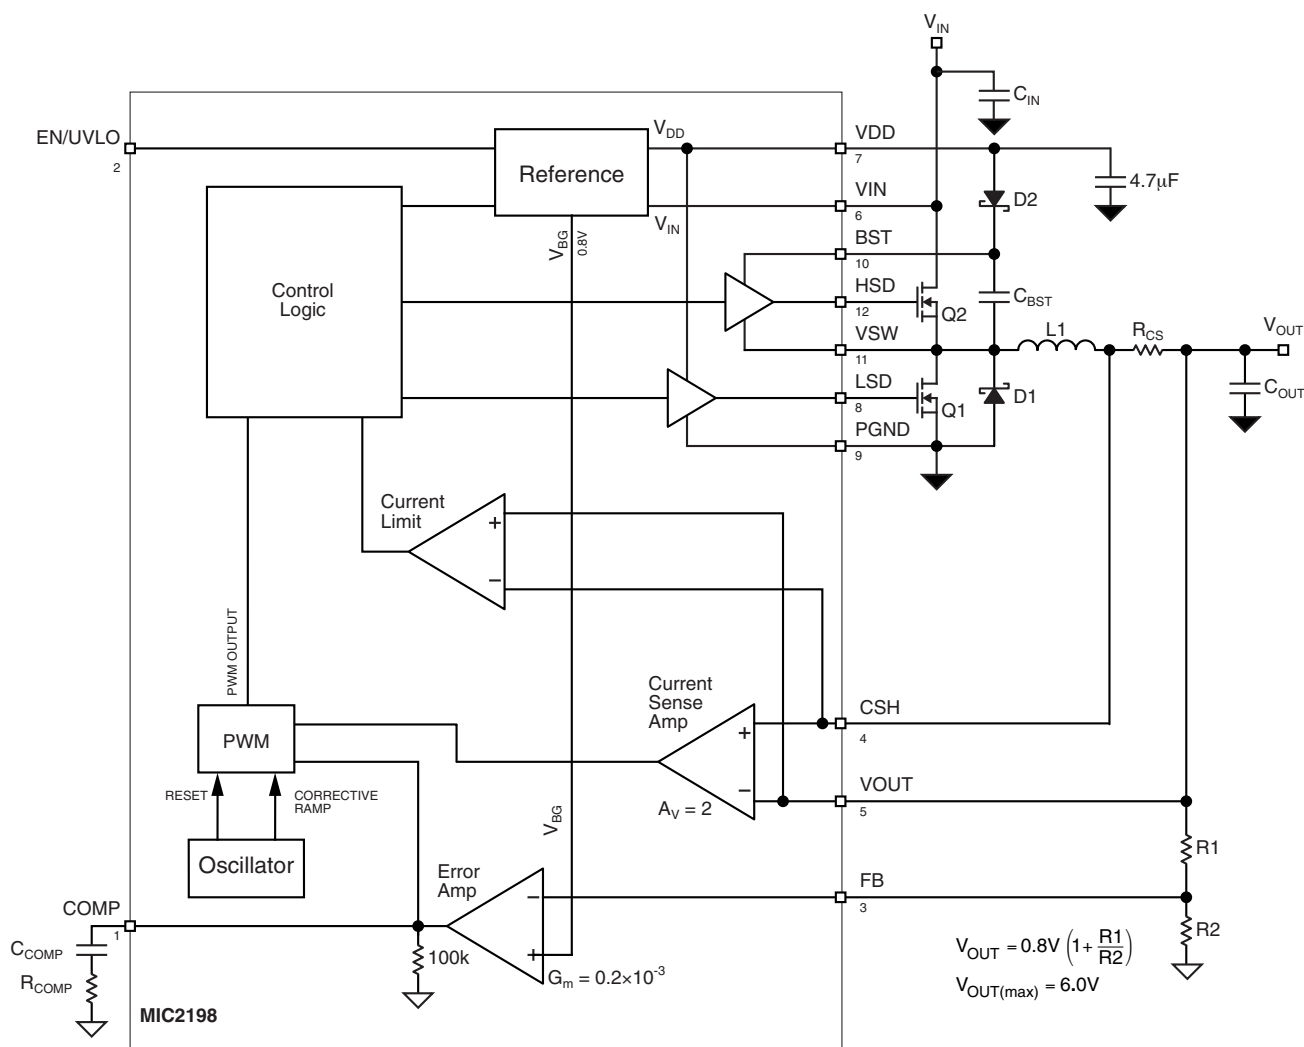 V_IN
C_IN
EN/UVLO
2
V_DD
VDD
7
Reference
4.7μF
D2
VIN
6
V_IN
V_BG
0.8V
BST
10
Control
Logic
HSD
12
Q2
C_BST
VSW
11
L1
R_CS
V_OUT
LSD
8
Q1
D1
C_OUT
PGND
9
Current
Limit
+
−
PWM OUTPUT
Current
Sense
Amp
CSH
4
+
−
PWM
A_V = 2
VOUT
5
RESET
CORRECTIVE
RAMP
V_BG
Oscillator
R1
Error
Amp
FB
3
−
+
COMP
1
R2
C_COMP
100k
G_m = 0.2×10^-3
V_OUT = 0.8V (1+ R1/R2)
R_COMP
V_OUT(max) = 6.0V
MIC2198